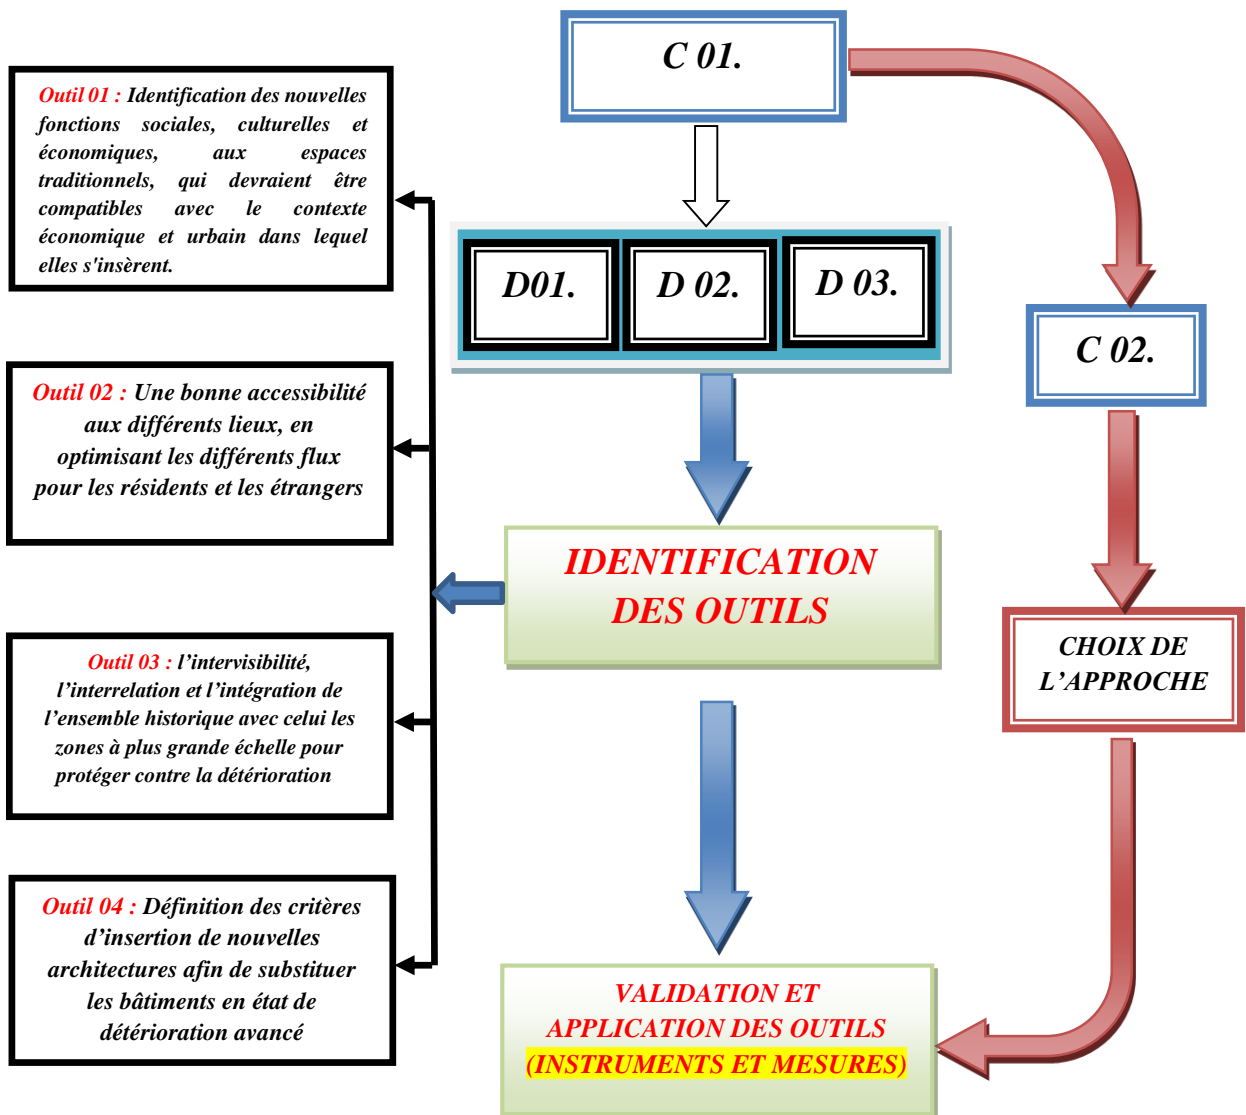 C 01.
Outil 01 : Identification des nouvelles
fonctions sociales, culturelles et
économiques, aux espaces
traditionnels, qui devraient être
compatibles avec le contexte
économique et urbain dans lequel
elles s'insèrent.
D01.
D 02.
D 03.
C 02.
Outil 02 : Une bonne accessibilité
aux différents lieux, en
optimisant les différents flux
pour les résidents et les étrangers
IDENTIFICATION
DES OUTILS
Outil 03 : l’intervisibilité,
l’interrelation et l’intégration de
l’ensemble historique avec celui les
zones à plus grande échelle pour
protéger contre la détérioration
CHOIX DE
L’APPROCHE
Outil 04 : Définition des critères
d’insertion de nouvelles
architectures afin de substituer
les bâtiments en état de
détérioration avancé
VALIDATION ET
APPLICATION DES OUTILS
(INSTRUMENTS ET MESURES)